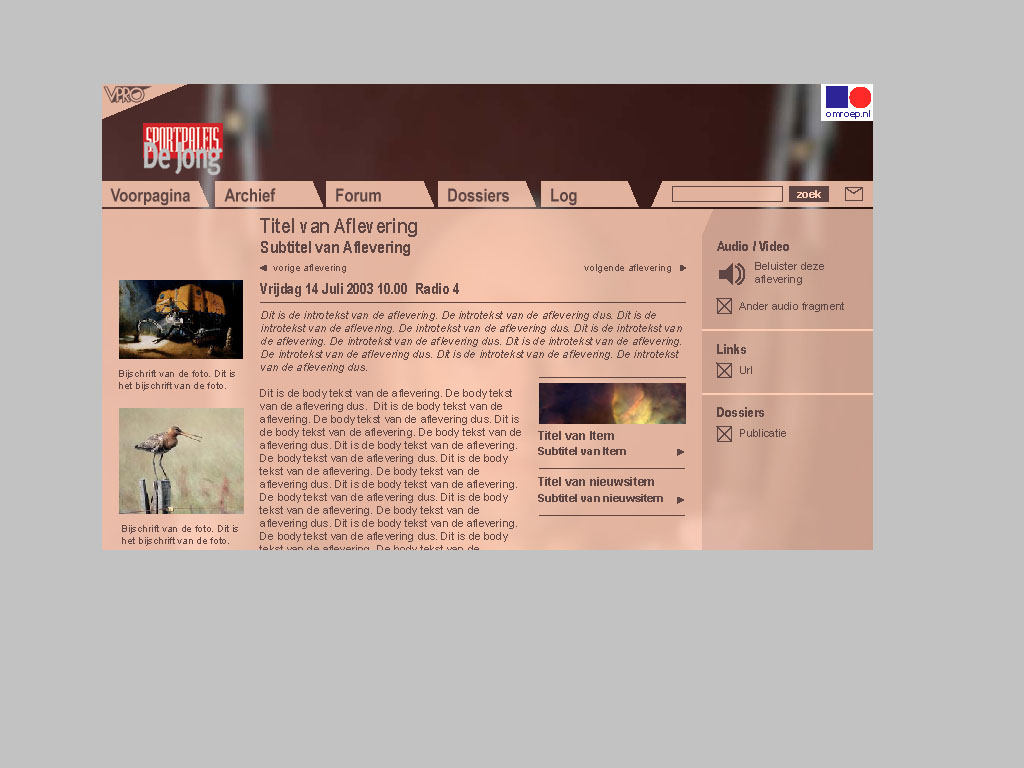 VPRO
omroep.nl
SPORTPALEIS
De Jong
Voorpagina
Archief
Forum
Dossiers
Log
zoek
Titel van Aflevering
Subtitel van Aflevering
vorige aflevering
volgende aflevering
Vrijdag 14 Juli 2003 10.00 Radio 4
Dit is de introtekst van de aflevering. De introtekst van de aflevering dus. Dit is de
introtekst van de aflevering. De introtekst van de aflevering dus. Dit is de introtekst van
de aflevering. De introtekst van de aflevering dus. Dit is de introtekst van de aflevering.
De introtekst van de aflevering dus. Dit is de introtekst van de aflevering. De introtekst
van de aflevering dus.
Dit is de body tekst van de aflevering. De body tekst
van de aflevering dus. Dit is de body tekst van de
aflevering. De body tekst van de aflevering dus. Dit is
de body tekst van de aflevering. De body tekst van de
aflevering dus. Dit is de body tekst van de aflevering.
De body tekst van de aflevering dus. Dit is de body
tekst van de aflevering. De body tekst van de
aflevering dus. Dit is de body tekst van de aflevering.
De body tekst van de aflevering dus. Dit is de body
tekst van de aflevering. De body tekst van de
aflevering dus. Dit is de body tekst van de aflevering.
De body tekst van de aflevering dus. Dit is de body
tekst van de aflevering. De body tekst van de
Bijschrift van de foto. Dit is
het bijschrift van de foto.
Bijschrift van de foto. Dit is
het bijschrift van de foto.
Titel van Item
Subtitel van Item
Titel van nieuwsitem
Subtitel van nieuwsitem
Audio / Video
Beluister deze
aflevering
Ander audio fragment
Links
Url
Dossiers
Publicatie